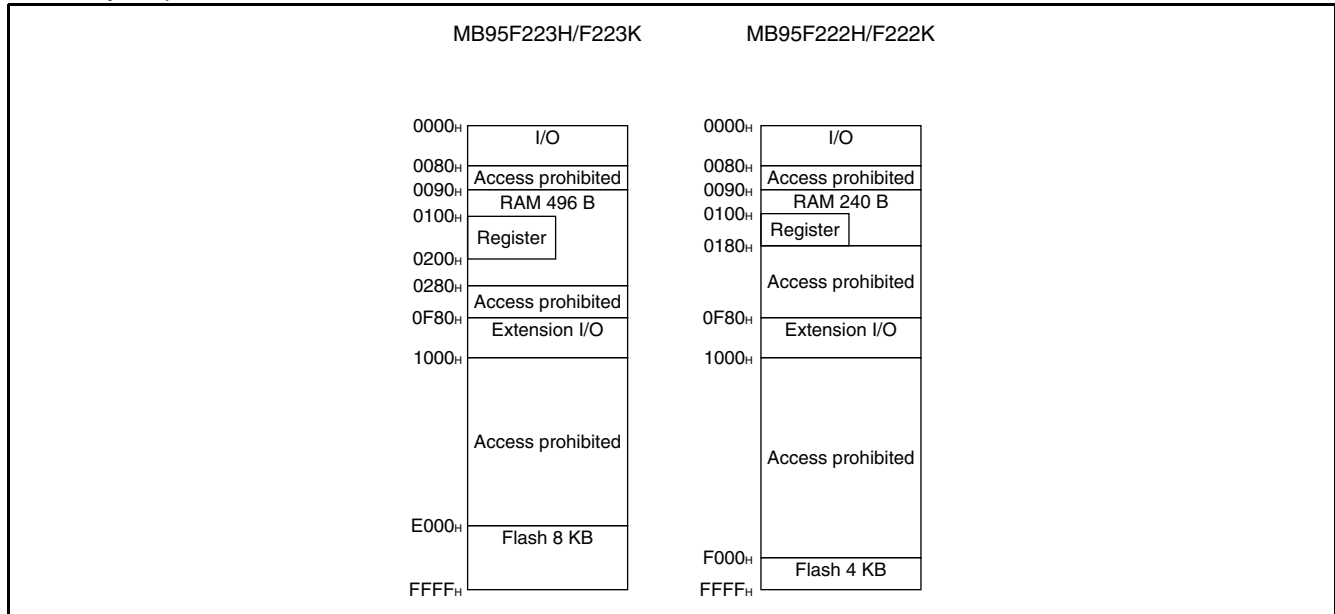 MB95F223H/F223K
0000H
I/O
0080H
Access prohibited
0090H
RAM 496 B
0100H
Register
0200H
0280H
Access prohibited
0F80H
Extension I/O
1000H
Access prohibited
E000H
Flash 8 KB
FFFFH
MB95F222H/F222K
0000H
I/O
0080H
Access prohibited
0090H
RAM 240 B
0100H
Register
0180H
Access prohibited
0F80H
Extension I/O
1000H
Access prohibited
F000H
Flash 4 KB
FFFFH